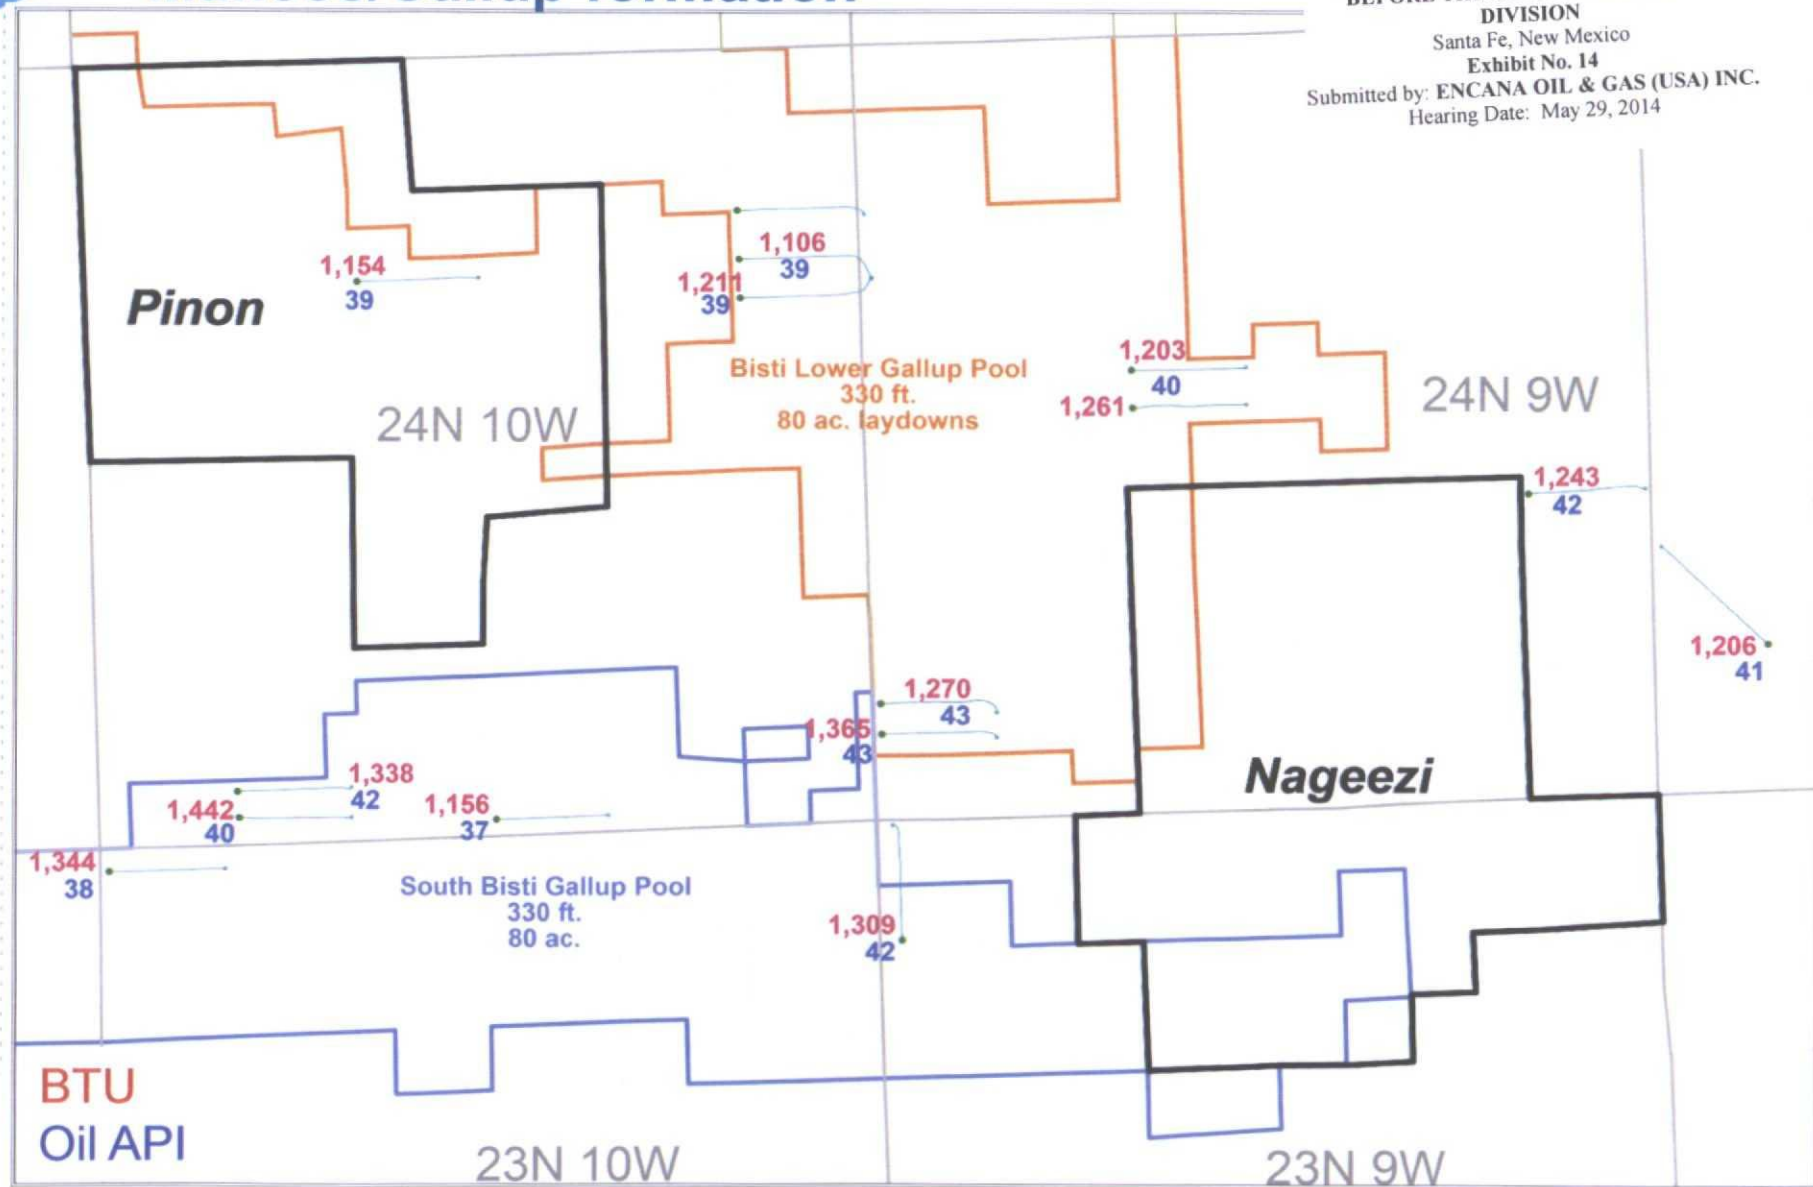 Gallup formation
BEFORE
DIVISION
Santa Fe, New Mexico
Exhibit No. 14
Submitted by: ENCANA OIL & GAS (USA) INC.
Hearing Date: May 29, 2014
1,154
39
Pinon
1,106
39
1,211
39
Bisti Lower Gallup Pool
330 ft.
80 ac. laydowns
1,203
40
1,261
24N 10W
24N 9W
1,243
42
1,206
41
1,270
43
1,365
43
Nageezi
1,338
42
1,442
40
1,156
37
1,344
38
South Bisti Gallup Pool
330 ft.
80 ac.
1,309
42
BTU
Oil API
23N 10W
23N 9W